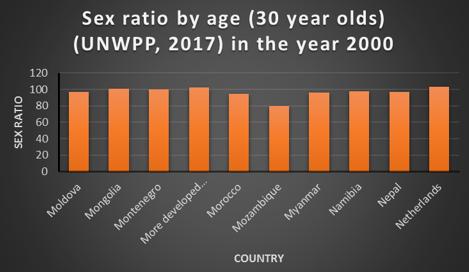 Sex ratio by age (30 year olds)
(UNWPP, 2017) in the year 2000
SEX RATIO
120
100
80
60
40
20
0
Moldova
Mongolia
Montenegro
More developed...
Morocco
Mozambique
Myanmar
Namibia
Nepal
Netherlands
COUNTRY